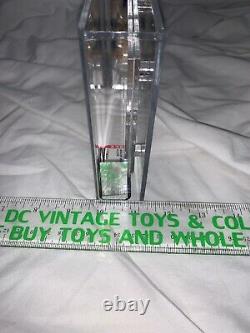 DC VINTAGE TOYS & COL
BUY TOYS AND WHOLE